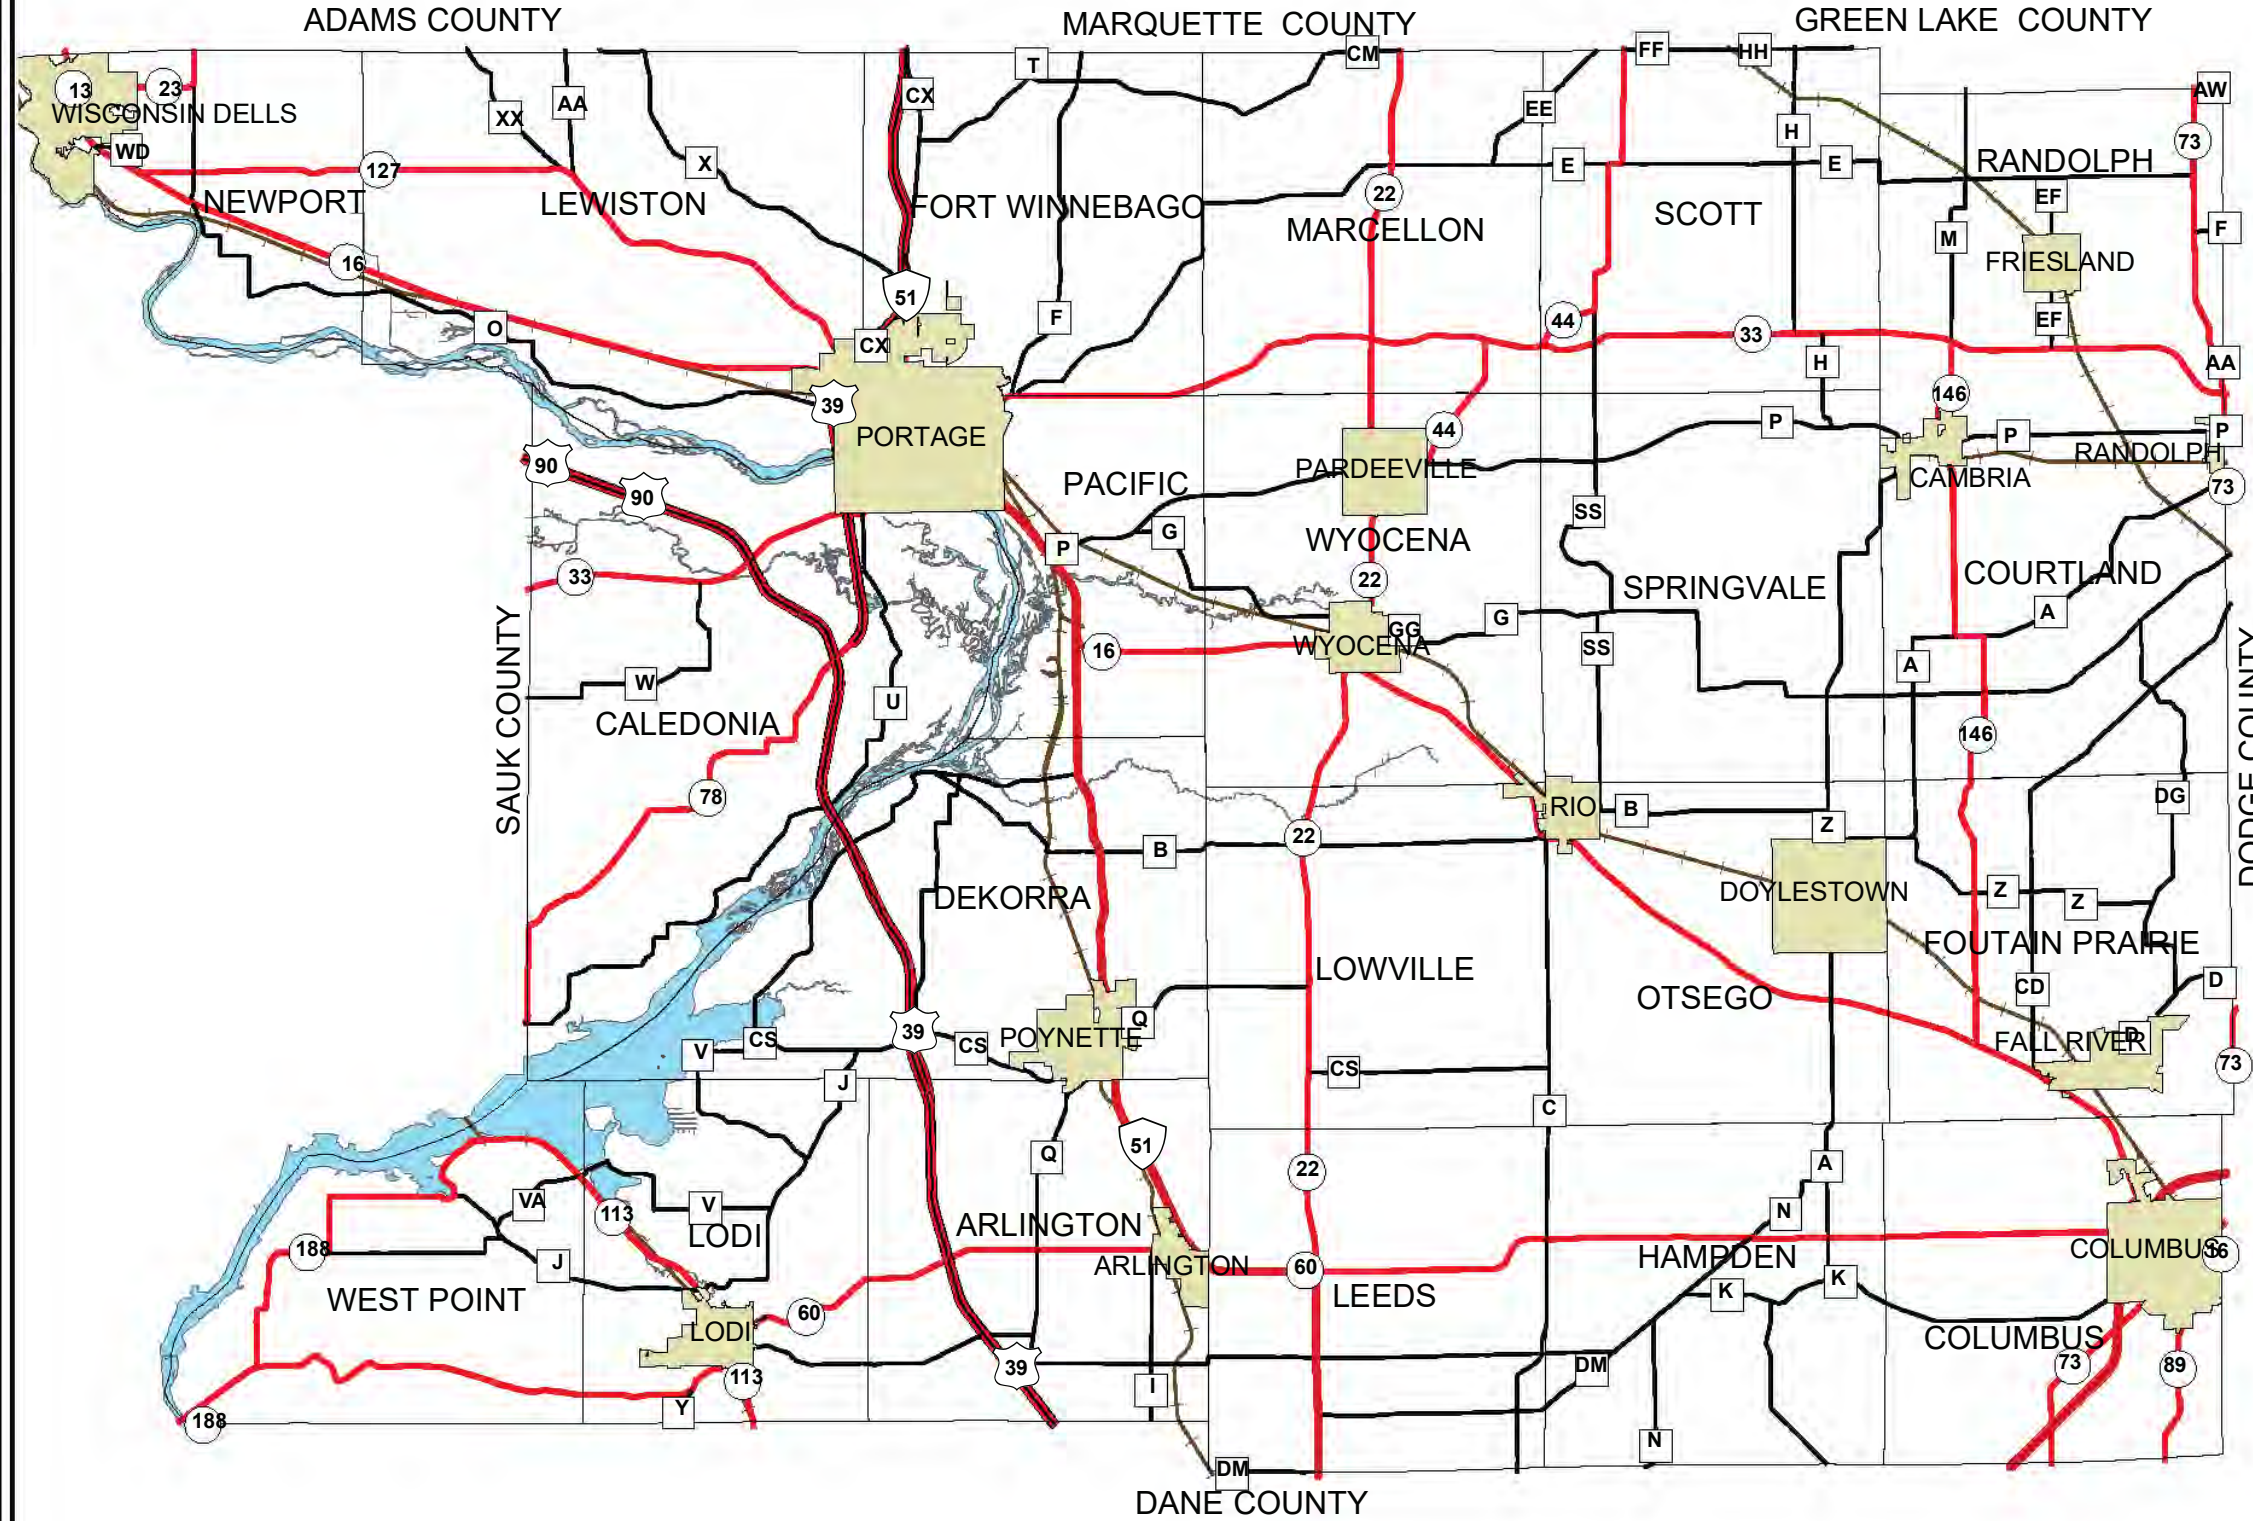 ADAMS COUNTY
MARQUETTE COUNTY
GREEN LAKE COUNTY
CM
FF
HH
T
13
23
CX
AW
XX
AA
EE
WISCONSIN DELLS
H
73
WD
127
X
E
E
RANDOLPH
22
EF
NEWPORT
LEWISTON
FORT WINNEBAGO
SCOTT
MARCELLON
M
F
16
FRIESLAND
51
F
44
EF
O
33
CX
H
AA
39
146
P
44
P
P
PORTAGE
RANDOLPH
90
PARDEEVILLE
CAMBRIA
90
PACIFIC
73
SS
G
P
WYOCENA
33
22
SPRINGVALE
COURTLAND
A
G
GG
WYOCENA
SS
16
A
SAUK COUNTY
DODGE COUNTY
W
U
CALEDONIA
146
78
DG
RIO
B
Z
22
B
DOYLESTOWN
Z
Z
DEKORRA
FOUTAIN PRAIRIE
LOWVILLE
D
CD
OTSEGO
Q
39
POYNETTE
D
FALL RIVER
CS
CS
V
CS
73
J
C
51
Q
A
22
VA
V
113
N
ARLINGTON
LODI
188
COLUMBUS
16
HAMPDEN
J
ARLINGTON
60
K
K
LEEDS
WEST POINT
60
LODI
COLUMBUS
73
89
DM
39
113
I
Y
188
N
DM
DANE COUNTY